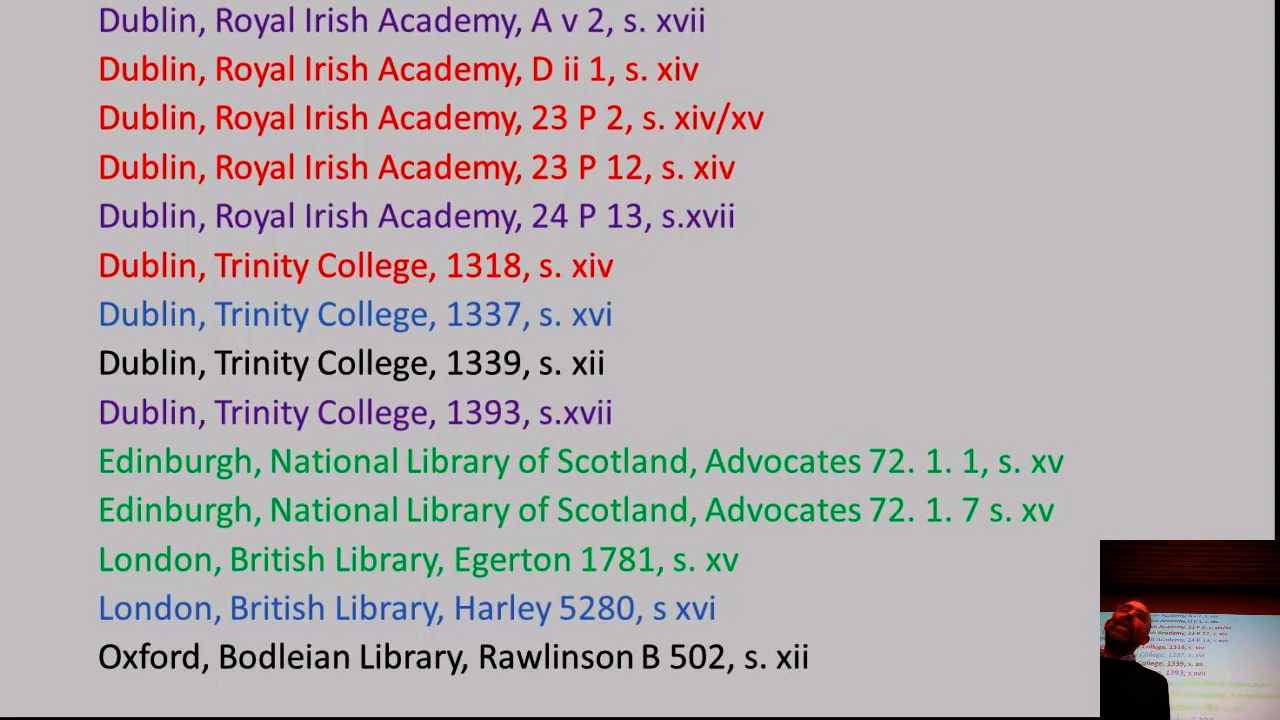 Dublin, Royal Irish Academy, A v 2, s. xvii
Dublin, Royal Irish Academy, D ii 1, s. xiv
Dublin, Royal Irish Academy, 23 P 2, s. xiv/xv
Dublin, Royal Irish Academy, 23 P 12, s. xiv
Dublin, Royal Irish Academy, 24 P 13, s.xvii
Dublin, Trinity College, 1318, s. xiv
Dublin, Trinity College, 1337, s. xvi
Dublin, Trinity College, 1339, s. xii
Dublin, Trinity College, 1393, s.xvii
Edinburgh, National Library of Scotland, Advocates 72. 1. 1, s. xv
Edinburgh, National Library of Scotland, Advocates 72. 1. 7 s. xv
London, British Library, Egerton 1781, s. xv
London, British Library, Harley 5280, s xvi
Oxford, Bodleian Library, Rawlinson B 502, s. xii